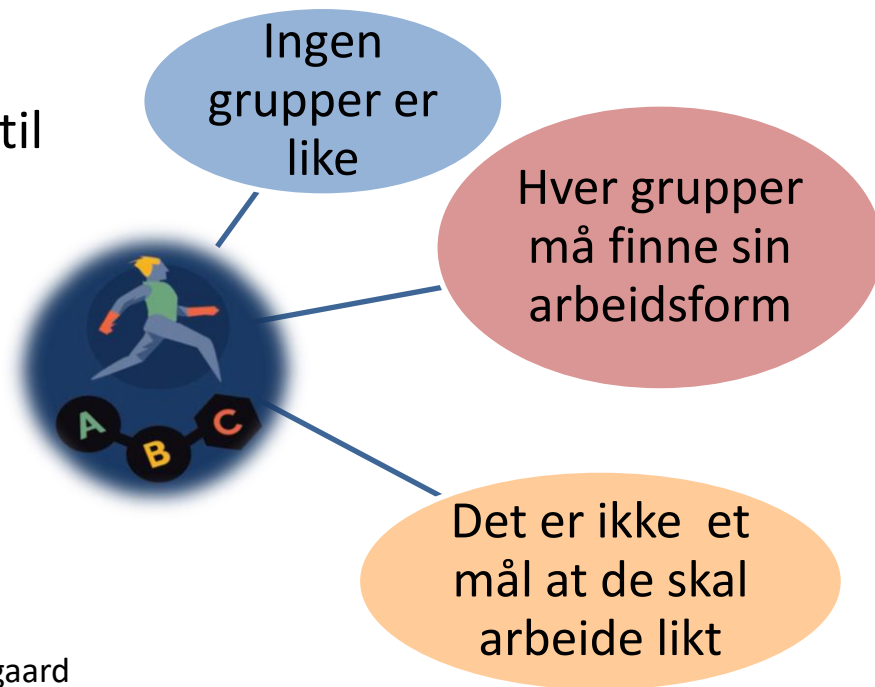 Ingen
grupper er
like
til
Hver grupper
må finne sin
arbeidsform
A
B
C
Det er ikke  et
mål at de skal
arbeide likt
gaard